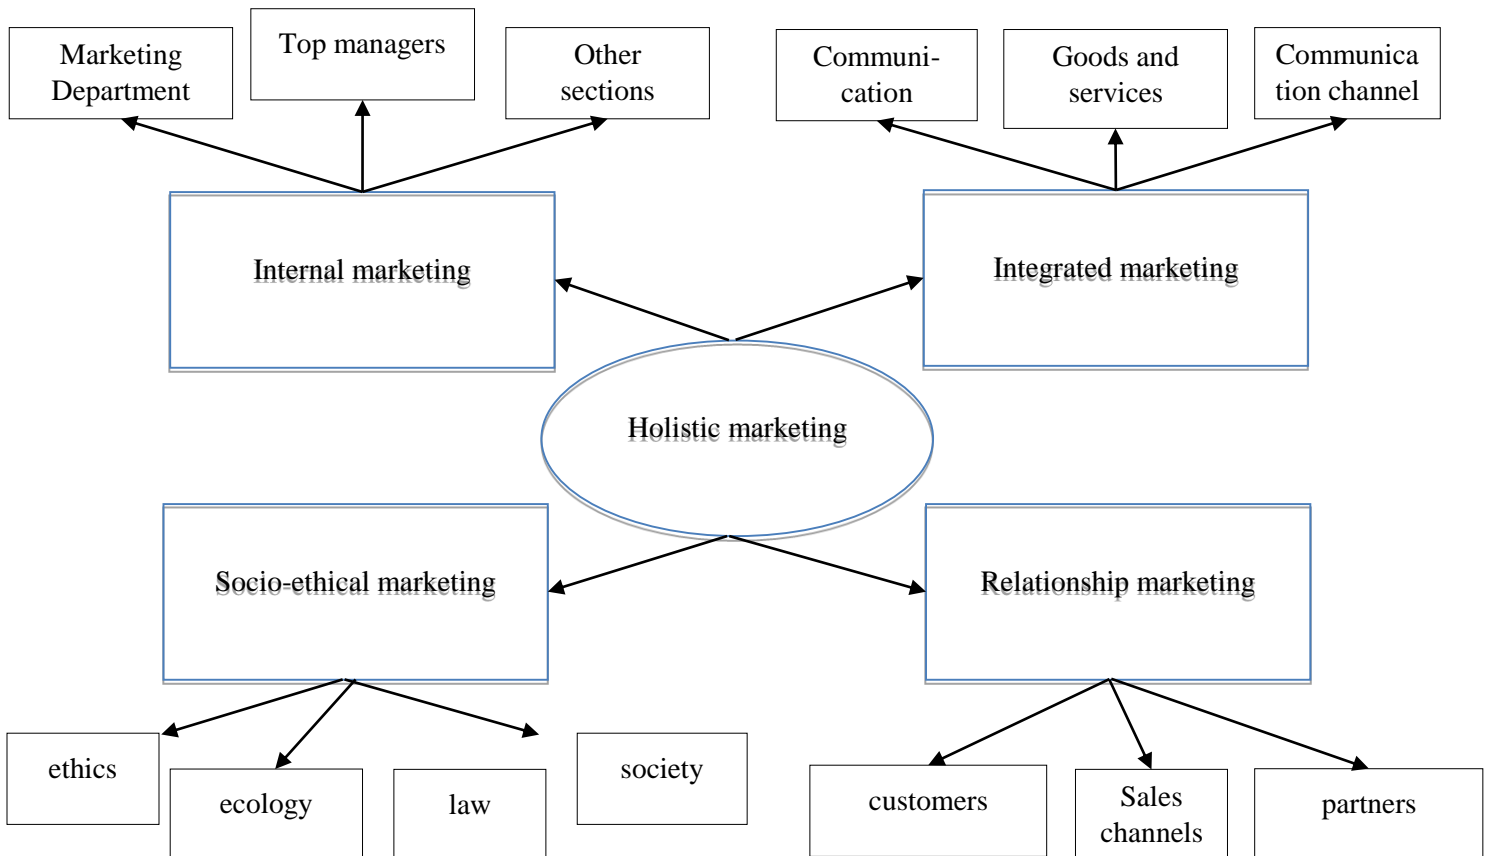 Marketing
Department
Top managers
Other
sections
Communi-
cation
Goods and
services
Communica
tion channel
Internal marketing
Integrated marketing
Holistic marketing
Socio-ethical marketing
Relationship marketing
ethics
ecology
law
society
customers
Sales
channels
partners